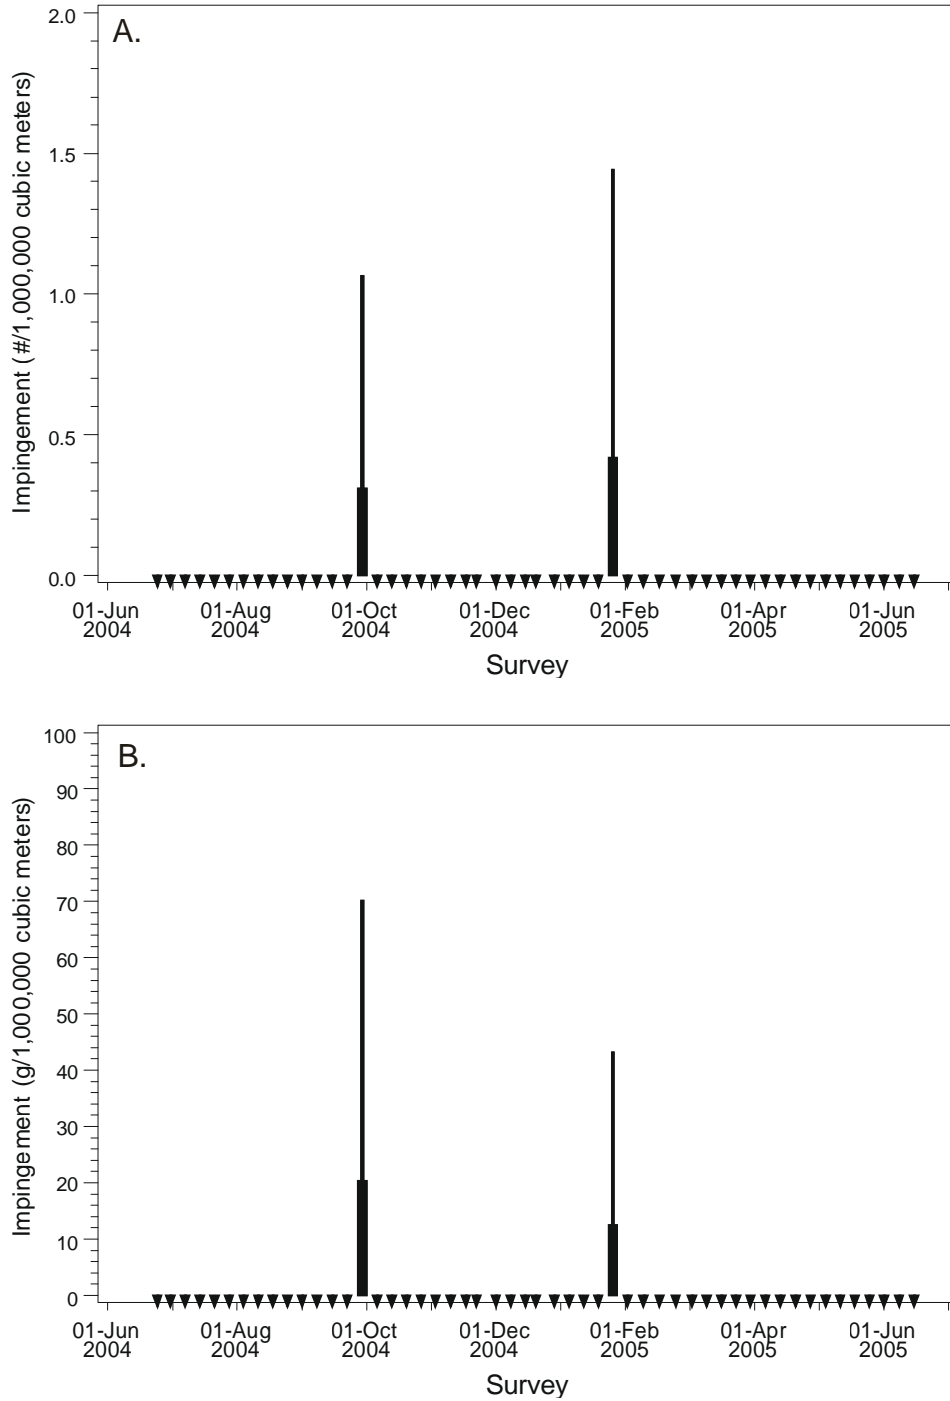 A.
Impingement (#/1,000,000 cubic meters)
2.0
1.5
1.0
0.5
0.0
01-Jun 01-Aug 01-Oct 01-Dec 01-Feb 01-Apr 01-Jun
2004 2004 2004 2004 2005 2005 2005
Survey
B.
Impingement (g/1,000,000 cubic meters)
100
90
80
70
60
50
40
30
20
10
0
01-Jun 01-Aug 01-Oct 01-Dec 01-Feb 01-Apr 01-Jun
2004 2004 2004 2004 2005 2005 2005
Survey